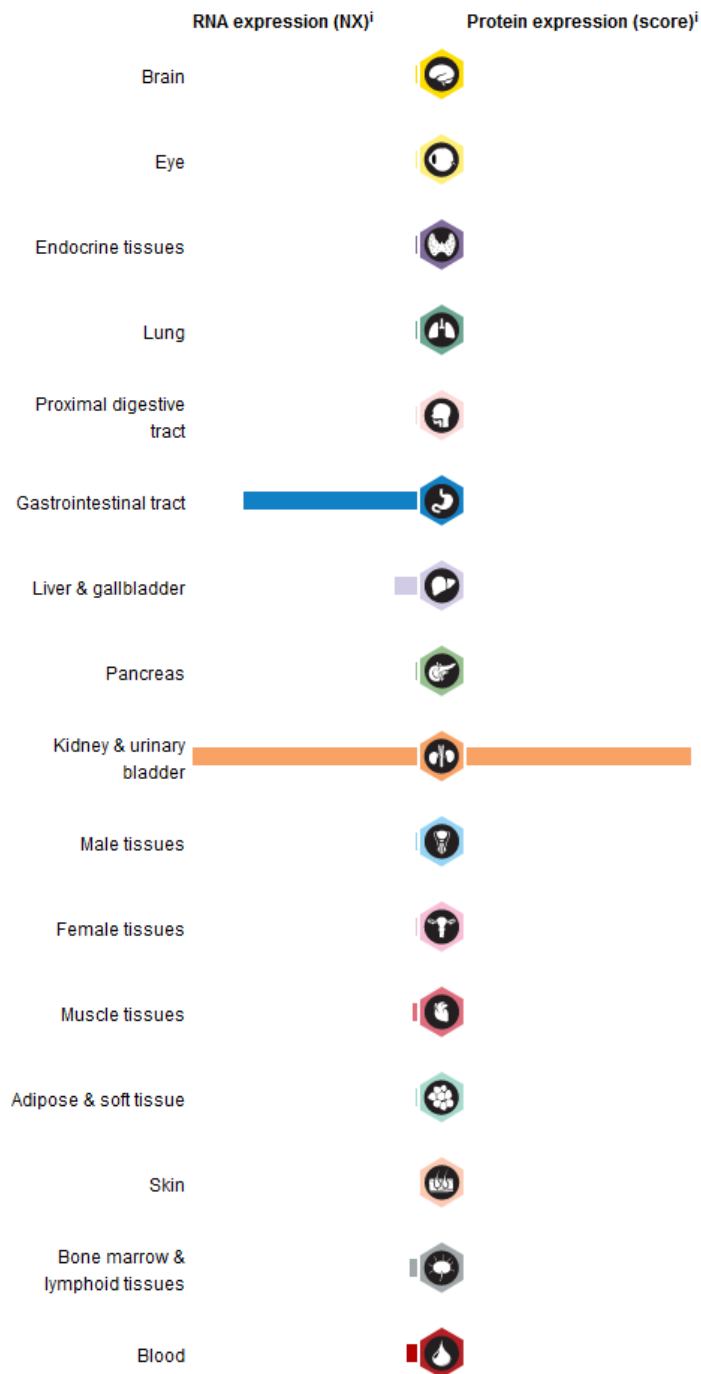 RNA expression (NX)ⁱ Protein expression (score)ⁱ
Brain
Eye
Endocrine tissues
Lung
Proximal digestive
tract
Gastrointestinal tract
Liver & gallbladder
Pancreas
Kidney & urinary
bladder
Male tissues
Female tissues
Muscle tissues
Adipose & soft tissue
Skin
Bone marrow &
lymphoid tissues
Blood